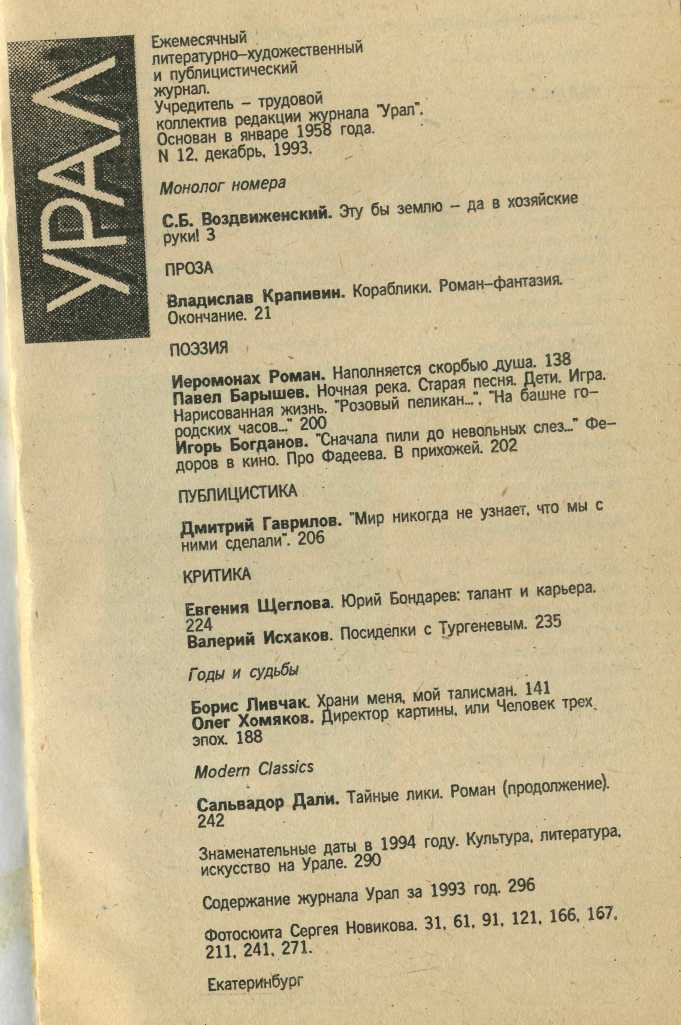 УРАЛ
Ежемесячный
литературно-художественный
и публицистический
журнал.
Учредитель – трудовой
коллектив редакции журнала "Урал".
Основан в январе 1958 года.
N 12, декабрь, 1993.
Монолог номера
С.Б. Воздвиженский. Эту бы землю – да в хозяйские
руки! 3
ПРОЗА
Владислав Крапивин. Кораблики. Роман-фантазия.
Окончание. 21
ПОЭЗИЯ
Иеромонах Роман. Наполняется скорбью душа. 138
Павел Барышев. Ночная река. Старая песня. Дети. Игра.
Нарисованная жизнь. "Розовый пеликан...", "На башне го-
родских часов..." 200
Игорь Богданов. "Сначала пили до невольных слез..." Фе-
доров в кино. Про Фадеева. В прихожей. 202
ПУБЛИЦИСТИКА
Дмитрий Гаврилов. "Мир никогда не узнает, что мы с
ними сделали". 206
КРИТИКА
Евгения Щеглова. Юрий Бондарев: талант и карьера.
224
Валерий Исхаков. Посиделки с Тургеневым. 235
Годы и судьбы
Борис Ливчак. Храни меня, мой талисман. 141
Олег Хомяков. Директор картины, или Человек трех
эпох. 188
Modern Classics
Сальвадор Дали. Тайные лики. Роман (продолжение).
242
Знаменательные даты в 1994 году. Культура, литература,
искусство на Урале. 290
Содержание журнала Урал за 1993 год. 296
Фотосюита Сергея Новикова. 31, 61, 91, 121, 166, 167,
211, 241, 271.
Екатеринбург